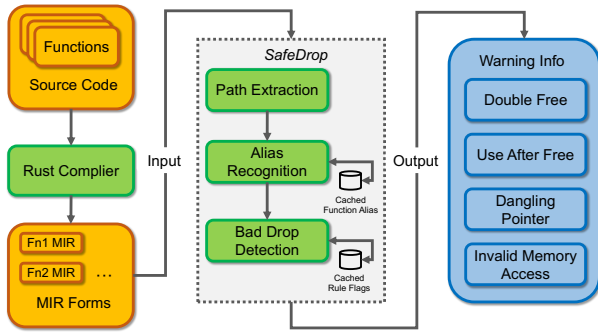 Functions
Source Code
Rust Complier
Fn1 MIR
Fn2 MIR
...
MIR Forms
Input
SafeDrop
Path Extraction
Alias
Recognition
Cached
Function Alias
Bad Drop
Detection
Cached
Rule Flags
Output
Warning Info
Double Free
Use After Free
Dangling
Pointer
Invalid Memory
Access